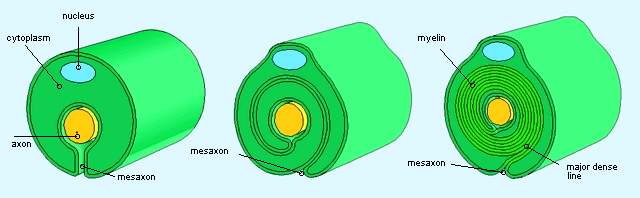 nucleus
cytoplasm
axon
mesaxon
mesaxon
myelin
mesaxon
major dense
line